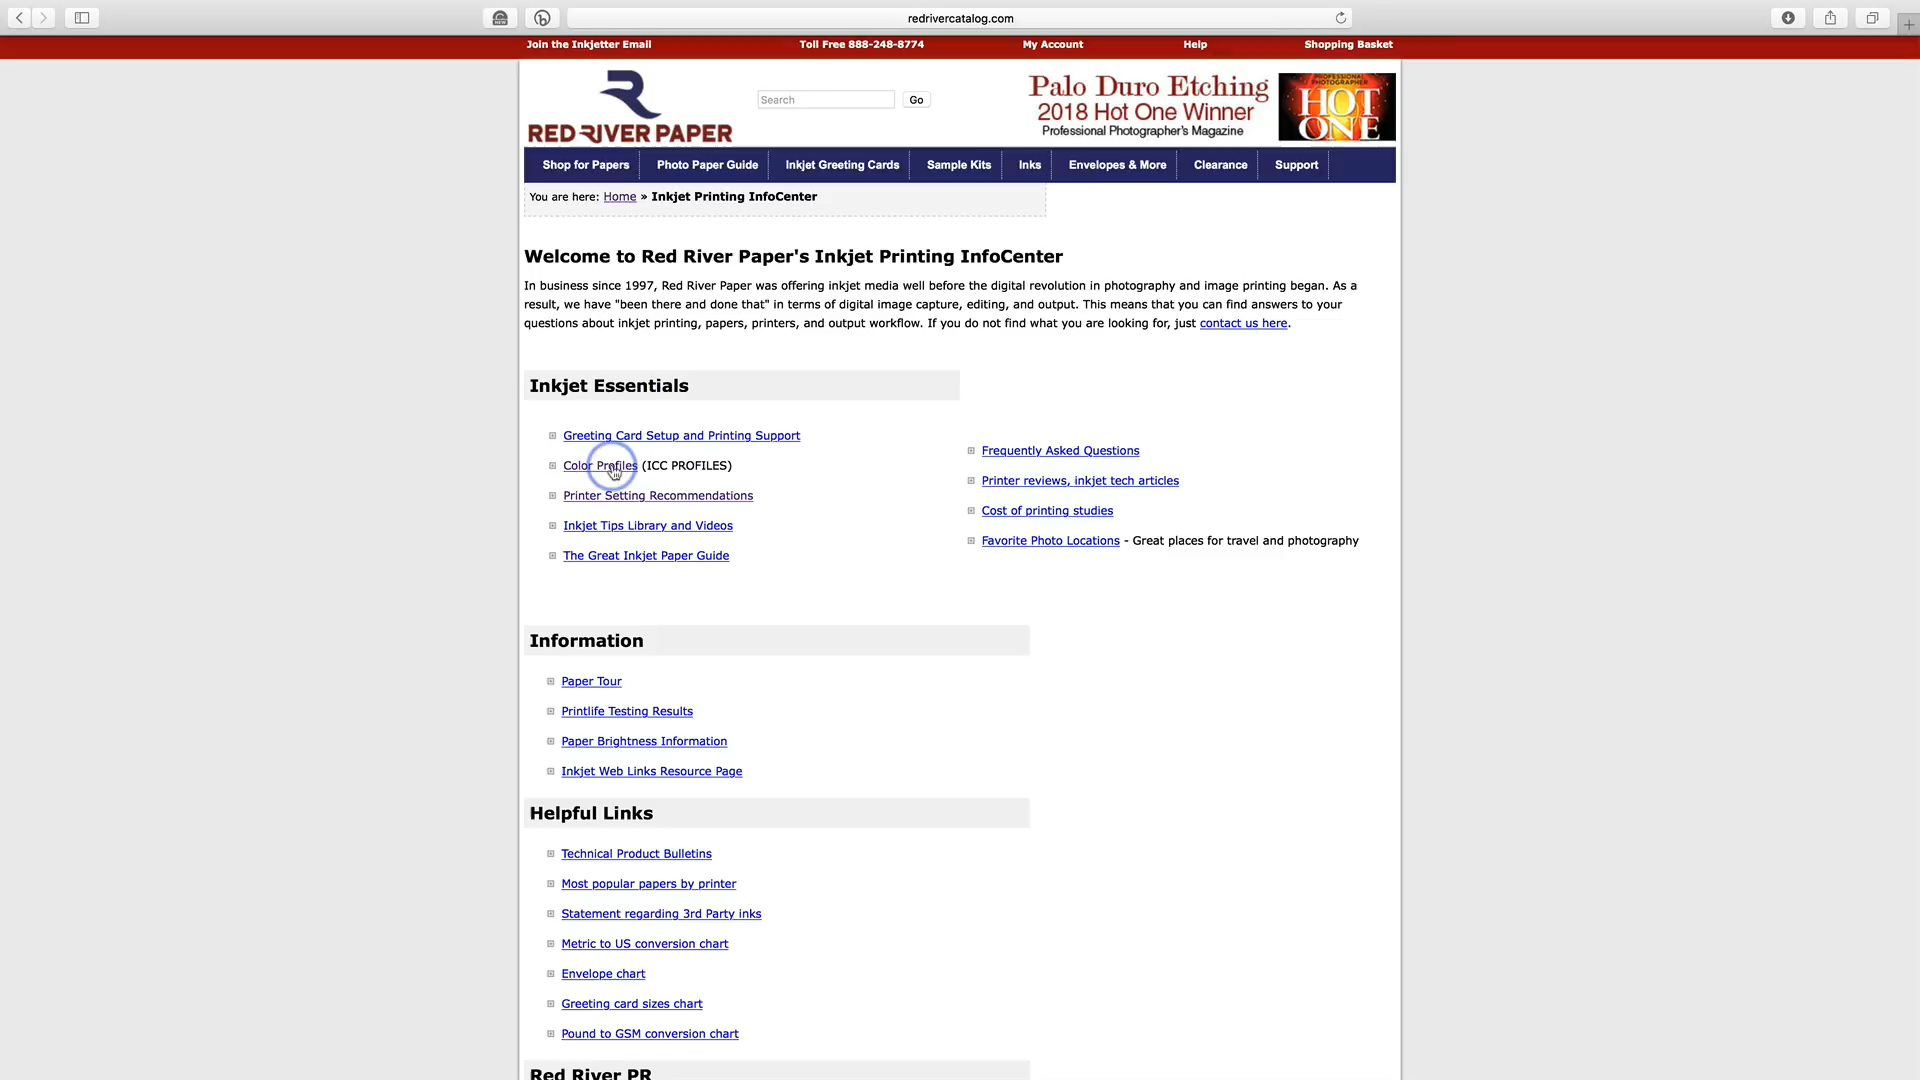 redrivercatalog.com
Join the Inkjetter Email Toll Free 888-248-8774 My Account Help Shopping Basket
RED RIVER PAPER
Search Go
Palo Duro Etching
2018 Hot One Winner
Professional Photographer's Magazine
PROFESSIONAL
PHOTOGRAPHER
HOT
ONE
Shop for Papers Photo Paper Guide Inkjet Greeting Cards Sample Kits Inks Envelopes & More Clearance Support
You are here: Home » Inkjet Printing InfoCenter
Welcome to Red River Paper's Inkjet Printing InfoCenter
In business since 1997, Red River Paper was offering inkjet media well before the digital revolution in photography and image printing began. As a
result, we have "been there and done that" in terms of digital image capture, editing, and output. This means that you can find answers to your
questions about inkjet printing, papers, printers, and output workflow. If you do not find what you are looking for, just contact us here.
Inkjet Essentials
Greeting Card Setup and Printing Support
Color Profiles (ICC PROFILES)
Printer Setting Recommendations
Inkjet Tips Library and Videos
The Great Inkjet Paper Guide
Frequently Asked Questions
Printer reviews, inkjet tech articles
Cost of printing studies
Favorite Photo Locations - Great places for travel and photography
Information
Paper Tour
Printlife Testing Results
Paper Brightness Information
Inkjet Web Links Resource Page
Helpful Links
Technical Product Bulletins
Most popular papers by printer
Statement regarding 3rd Party inks
Metric to US conversion chart
Envelope chart
Greeting card sizes chart
Pound to GSM conversion chart
Red River PR